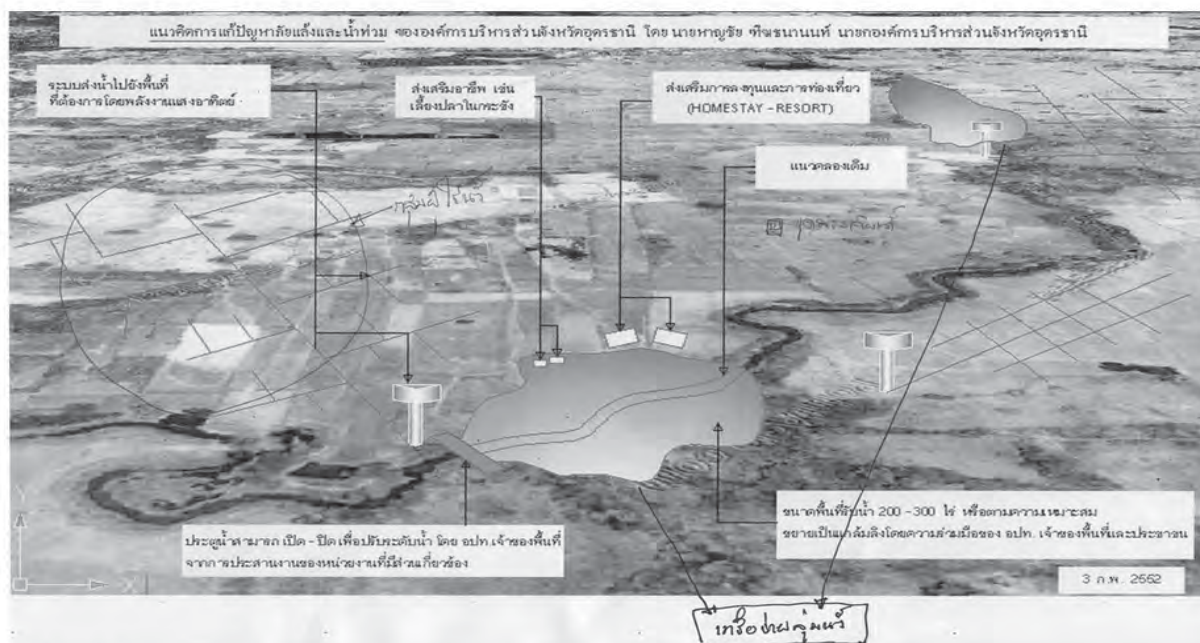 แนวคิดการแก้ปัญหาภัยแล้งและน้ำท่วม ขององค์การบริหารส่วนจังหวัดอุดรธานี โดย นายหาญชัย ฑีฆธนานนท์ นายกองค์การบริหารส่วนจังหวัดอุดรธานี
ระบบส่งน้ำไปยังพื้นที่
ที่ต้องการโดยพลังงานแสงอาทิตย์
ส่งเสริมอาชีพ เช่น
เลี้ยงปลาในกระชัง
ส่งเสริมการลงทุนและการท่องเที่ยว
(HOMESTAY - RESORT)
แนวคลองเดิม
ประตูน้ำสามารถ เปิด - ปิด เพื่อปรับระดับน้ำ โดย อปท. เจ้าของพื้นที่
จากการประสานงานของหน่วยงานที่มีส่วนเกี่ยวข้อง
ขนาดพื้นที่รับน้ำ 200 - 300 ไร่ หรือตามความเหมาะสม
ขยายเป็นแก้มลิงโดยความร่วมมือของ อปท. เจ้าของพื้นที่และประชาชน
3 ก.พ. 2552
Y
X